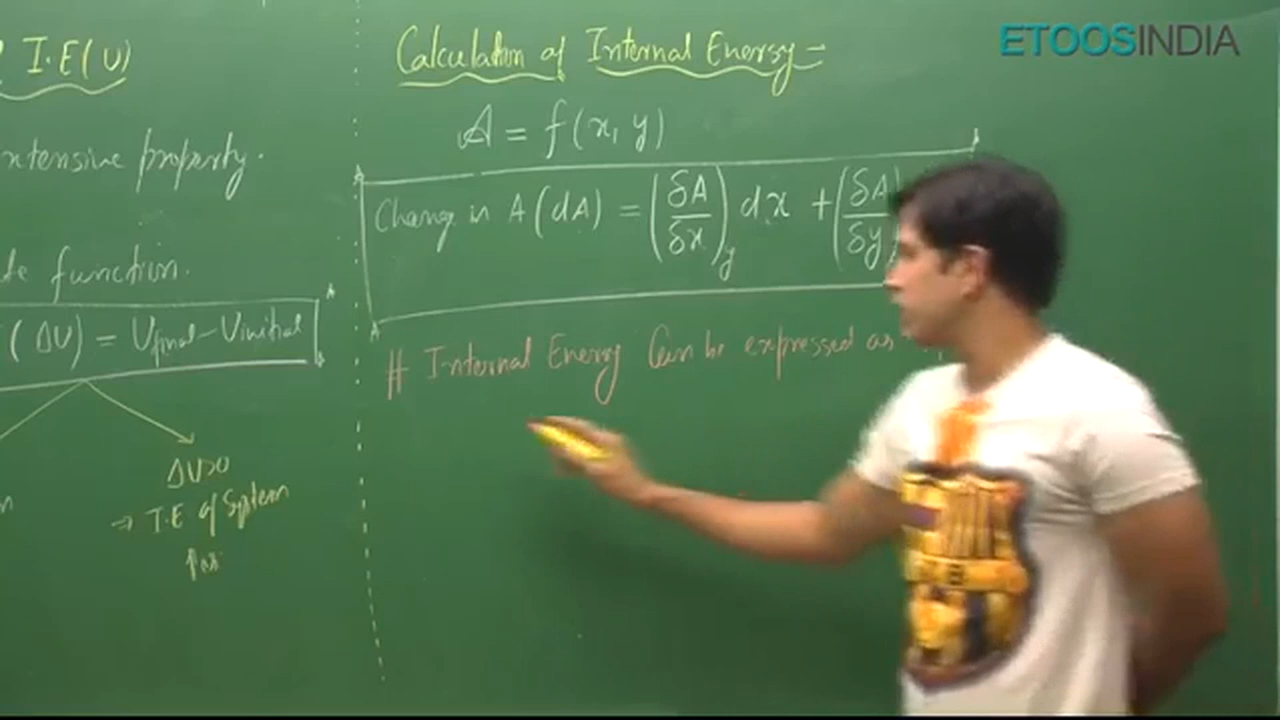 ETOOSINDIA
I.E(U)
xtensive property.
te function.
(ΔU) = Ufinal - Uinitial
ΔU>0
→ I.E of System
n
Calculation of Internal Energy -
A = f(x, y)
Change in A (dA) = (δA/δx)y dx + (δA/δy
# Internal Energy Can be expressed as
B